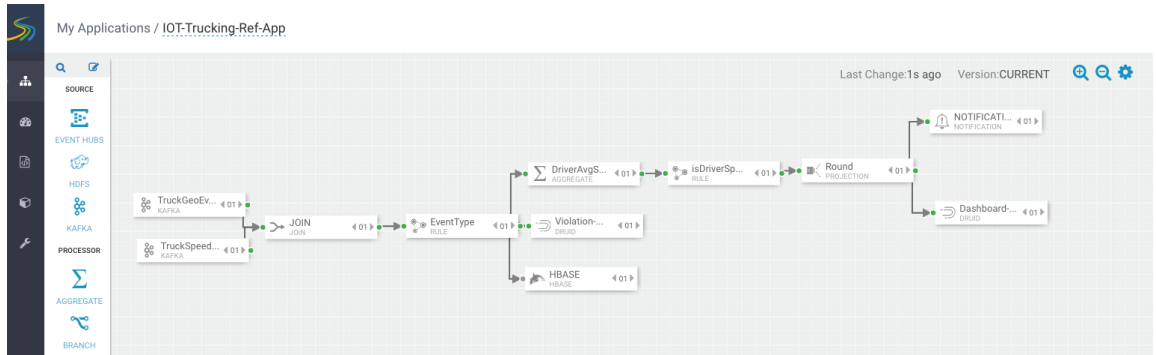 My Applications / IOT-Trucking-Ref-App
Last Change:1s ago Version:CURRENT
SOURCE
EVENT HUBS
HDFS
KAFKA
PROCESSOR
AGGREGATE
BRANCH
TruckGeoEv... 01
KAFKA
TruckSpeed... 01
KAFKA
JOIN 01
JOIN
EventType 01
RULE
DriverAvgS... 01
AGGREGATE
Violation-... 01
DRUID
HBASE 01
HBASE
isDriverSp... 01
RULE
Round 01
PROJECTION
NOTIFICATI... 01
NOTIFICATION
Dashboard-... 01
DRUID